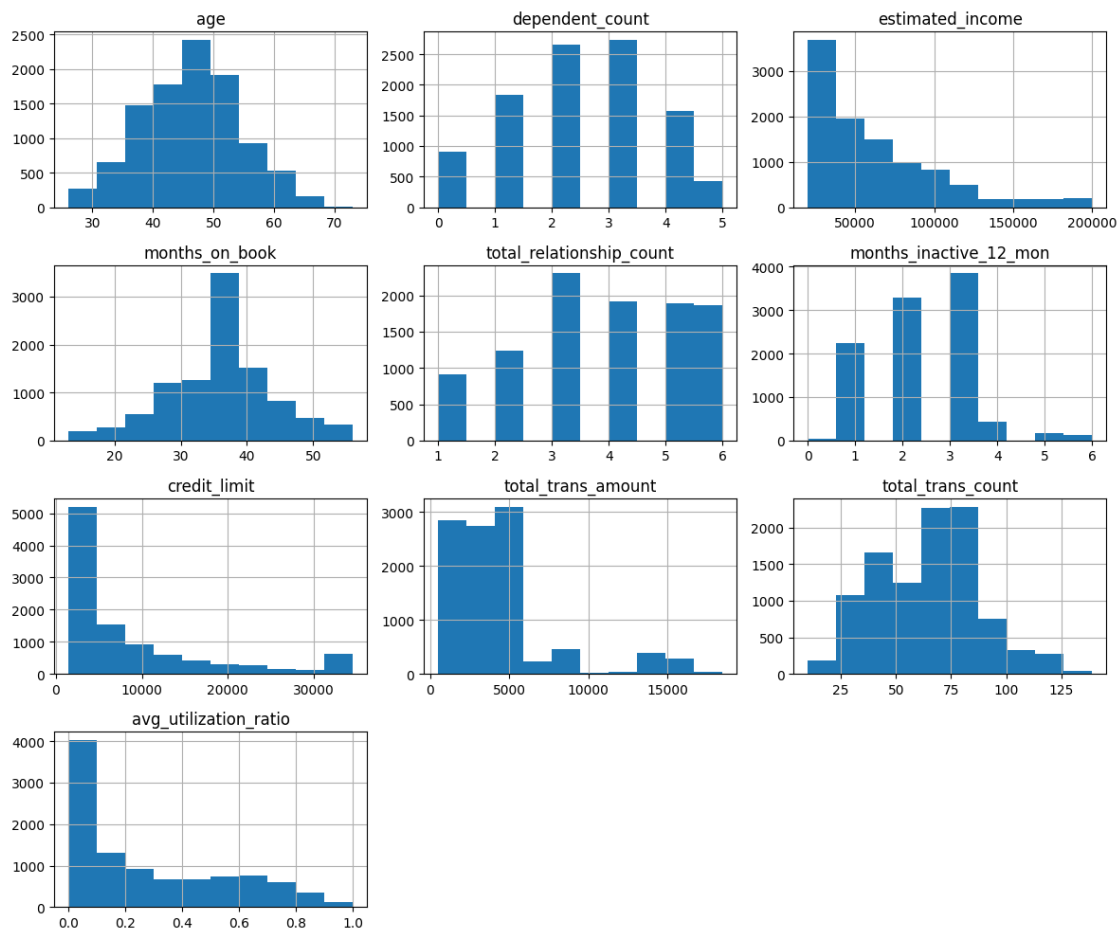 age
2500
2000
1500
1000
500
0
30 40 50 60 70
dependent_count
2500
2000
1500
1000
500
0
0 1 2 3 4 5
estimated_income
3000
2000
1000
0
50000 100000 150000 200000
months_on_book
3000
2000
1000
0
20 30 40 50
total_relationship_count
2000
1500
1000
500
0
1 2 3 4 5 6
months_inactive_12_mon
4000
3000
2000
1000
0
0 1 2 3 4 5 6
credit_limit
5000
4000
3000
2000
1000
0
0 10000 20000 30000
total_trans_amount
3000
2000
1000
0
0 5000 10000 15000
total_trans_count
2000
1500
1000
500
0
25 50 75 100 125
avg_utilization_ratio
4000
3000
2000
1000
0
0.0 0.2 0.4 0.6 0.8 1.0